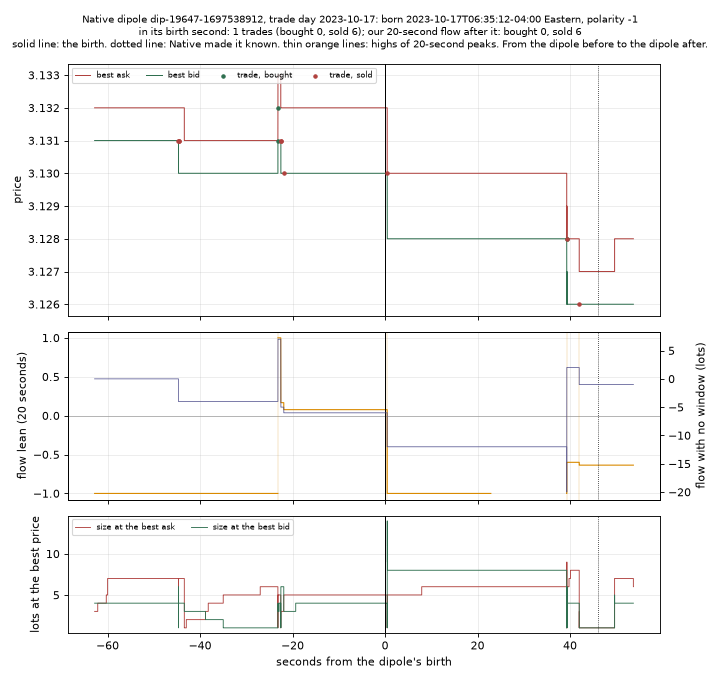 Native dipole dip-19647-1697538912, trade day 2023-10-17: born 2023-10-17T06:35:12-04:00 Eastern, polarity -1
in its birth second: 1 trades (bought 0, sold 6); our 20-second flow after it: bought 0, sold 6
solid line: the birth. dotted line: Native made it known. thin orange lines: highs of 20-second peaks. From the dipole before to the dipole after.
best ask best bid trade, bought trade, sold
3.133
3.132
3.131
3.130
3.129
3.128
3.127
3.126
price
1.0
0.5
0.0
−0.5
−1.0
flow lean (20 seconds)
5
0
−5
−10
−15
−20
flow with no window (lots)
size at the best ask size at the best bid
10
5
lots at the best price
−60 −40 −20 0 20 40
seconds from the dipole's birth